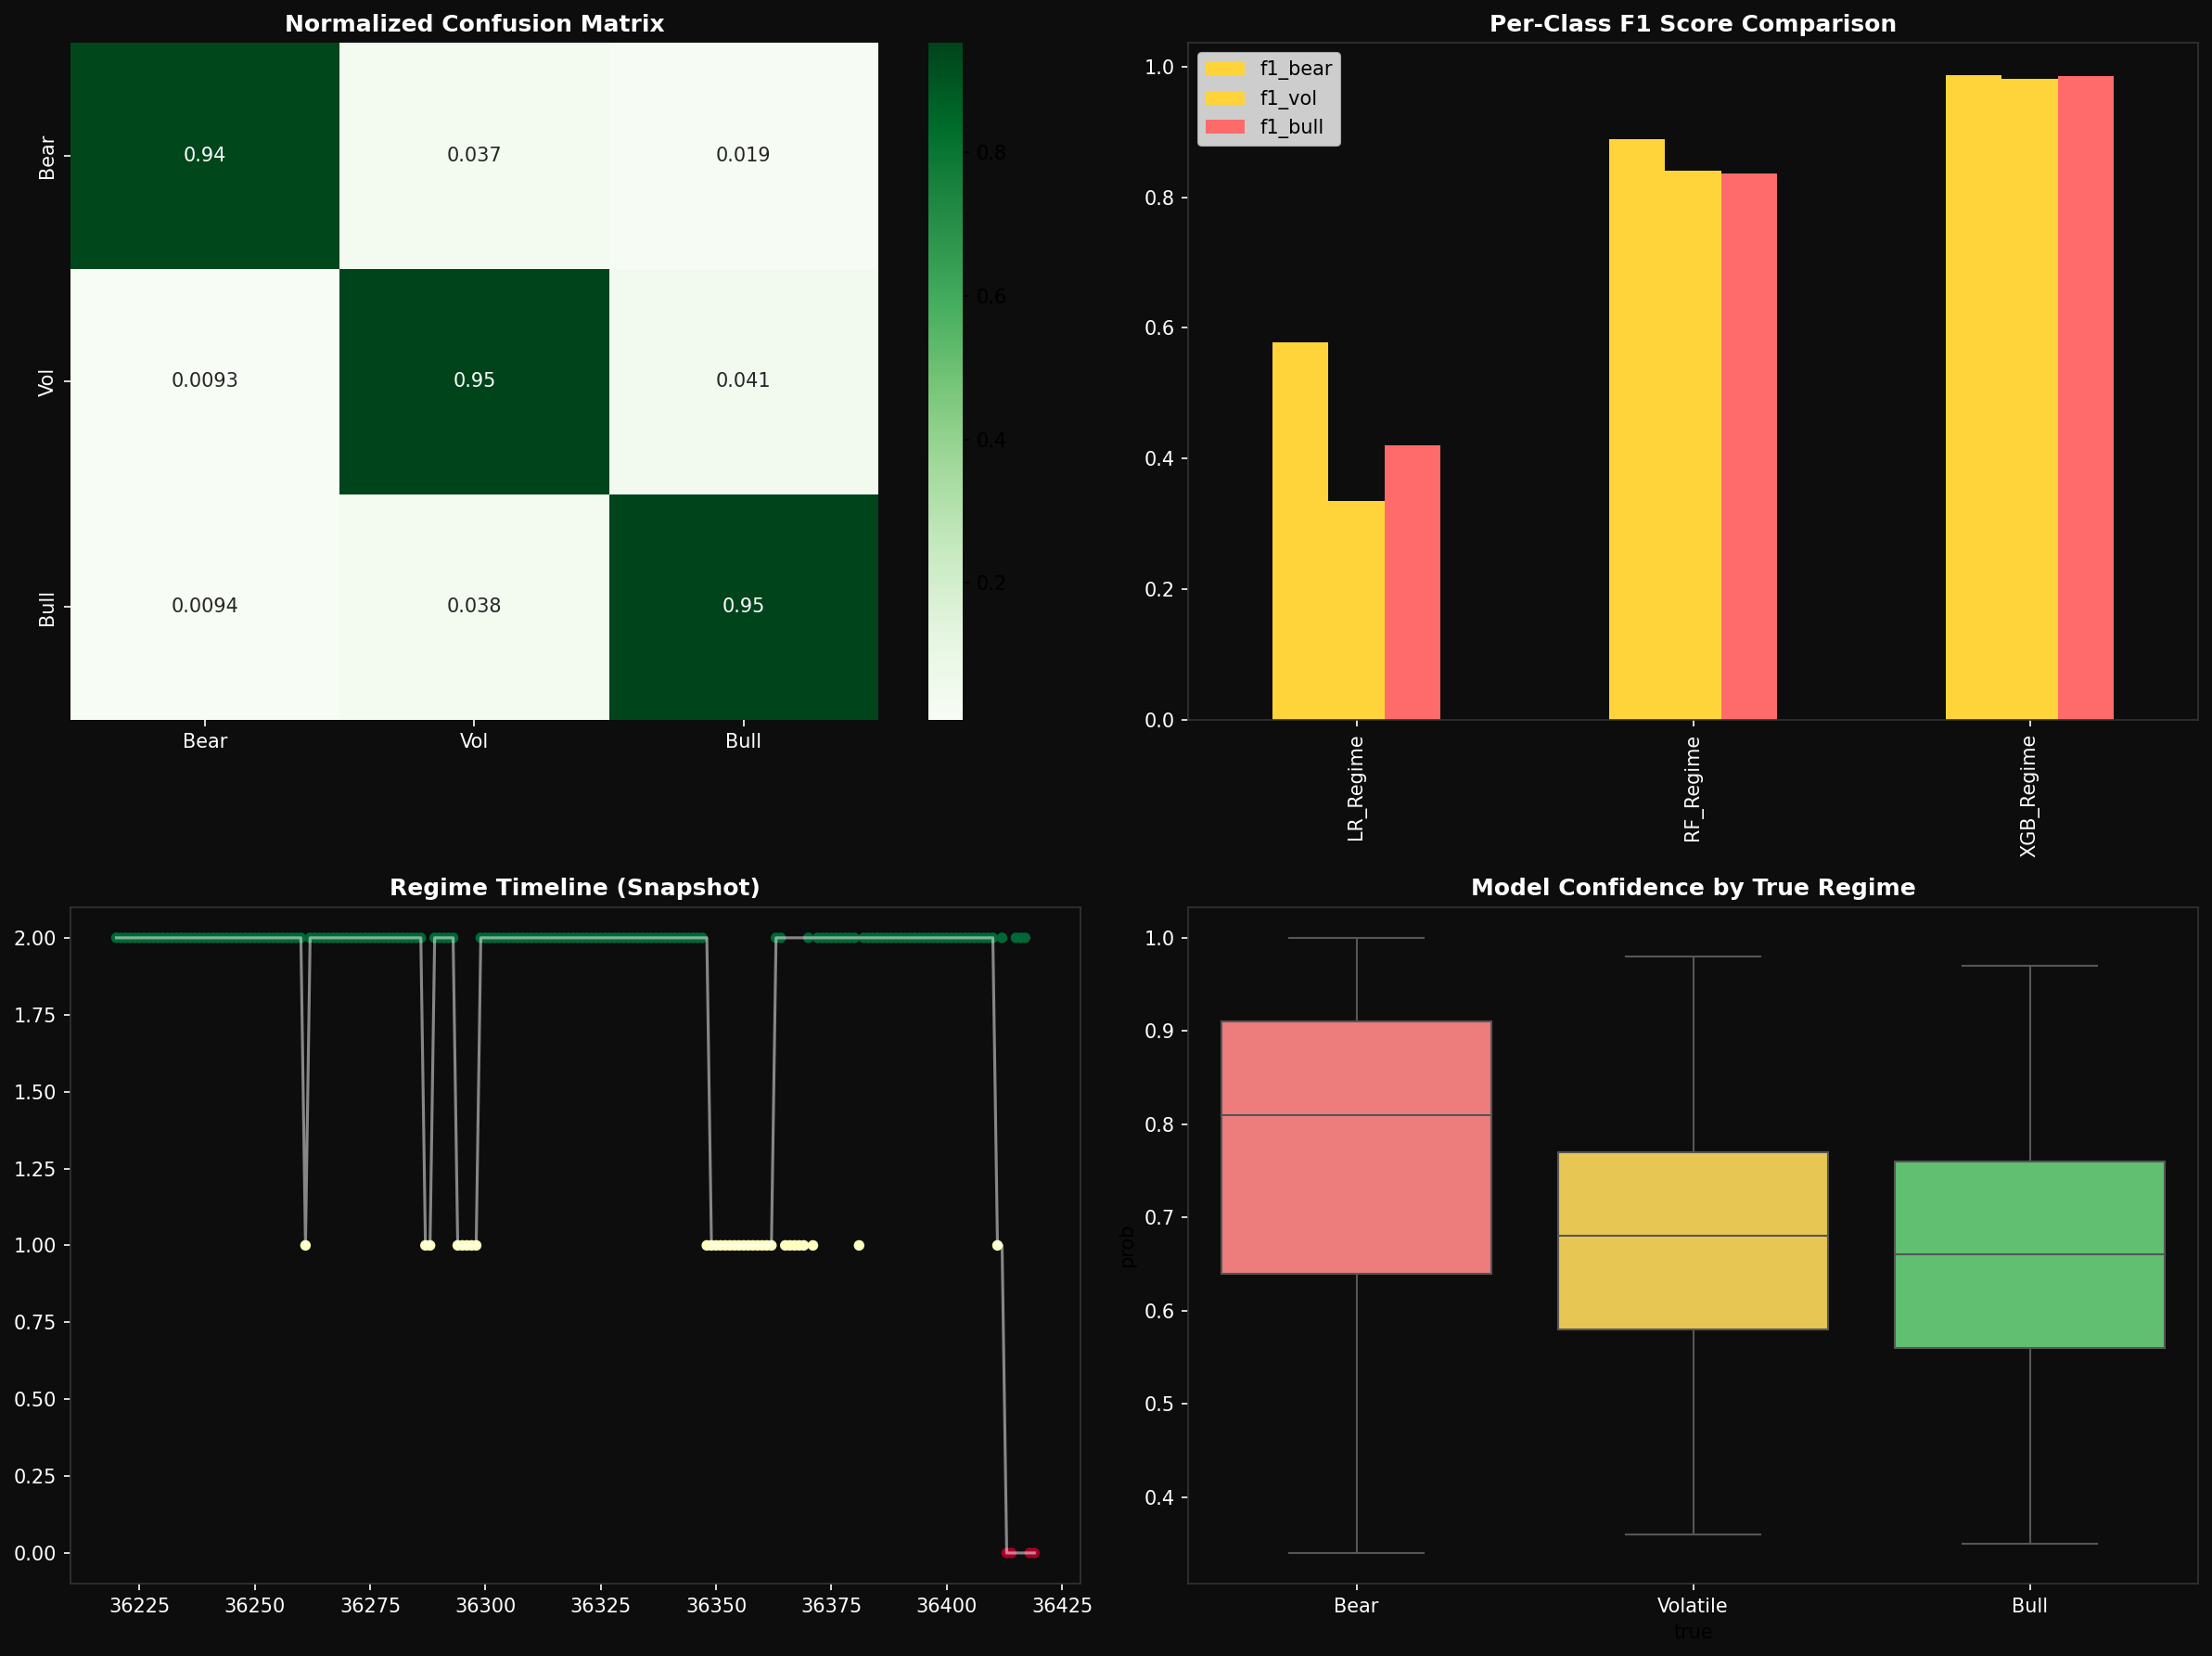 Normalized Confusion Matrix
Bear
0.94
0.037
0.019
Vol
0.0093
0.95
0.041
Bull
0.0094
0.038
0.95
Bear
Vol
Bull
0.8
0.6
0.4
0.2
Per-Class F1 Score Comparison
f1_bear
f1_vol
f1_bull
1.0
0.8
0.6
0.4
0.2
0.0
LR_Regime
RF_Regime
XGB_Regime
Regime Timeline (Snapshot)
2.00
1.75
1.50
1.25
1.00
0.75
0.50
0.25
0.00
36225
36250
36275
36300
36325
36350
36375
36400
36425
Model Confidence by True Regime
prob
1.0
0.9
0.8
0.7
0.6
0.5
0.4
Bear
Volatile
Bull
true